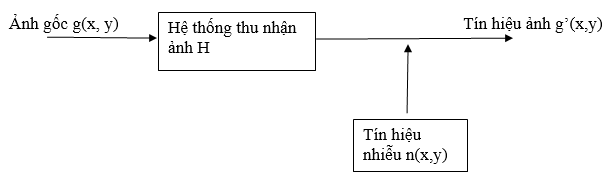 Ảnh gốc g(x, y)
Hệ thống thu nhận
ảnh H
Tín hiệu ảnh g’(x,y)
Tín hiệu
nhiễu n(x,y)